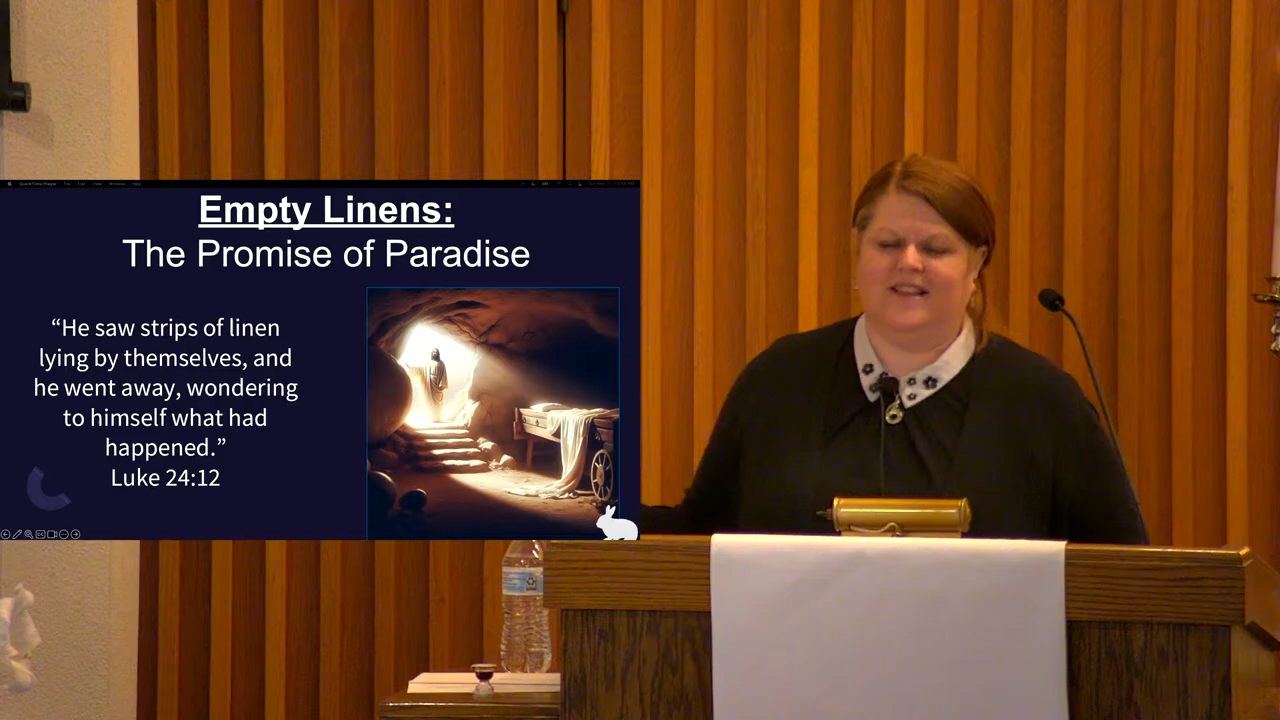 Empty Linens:
The Promise of Paradise
“He saw strips of linen
lying by themselves, and
he went away, wondering
to himself what had
happened.”
Luke 24:12